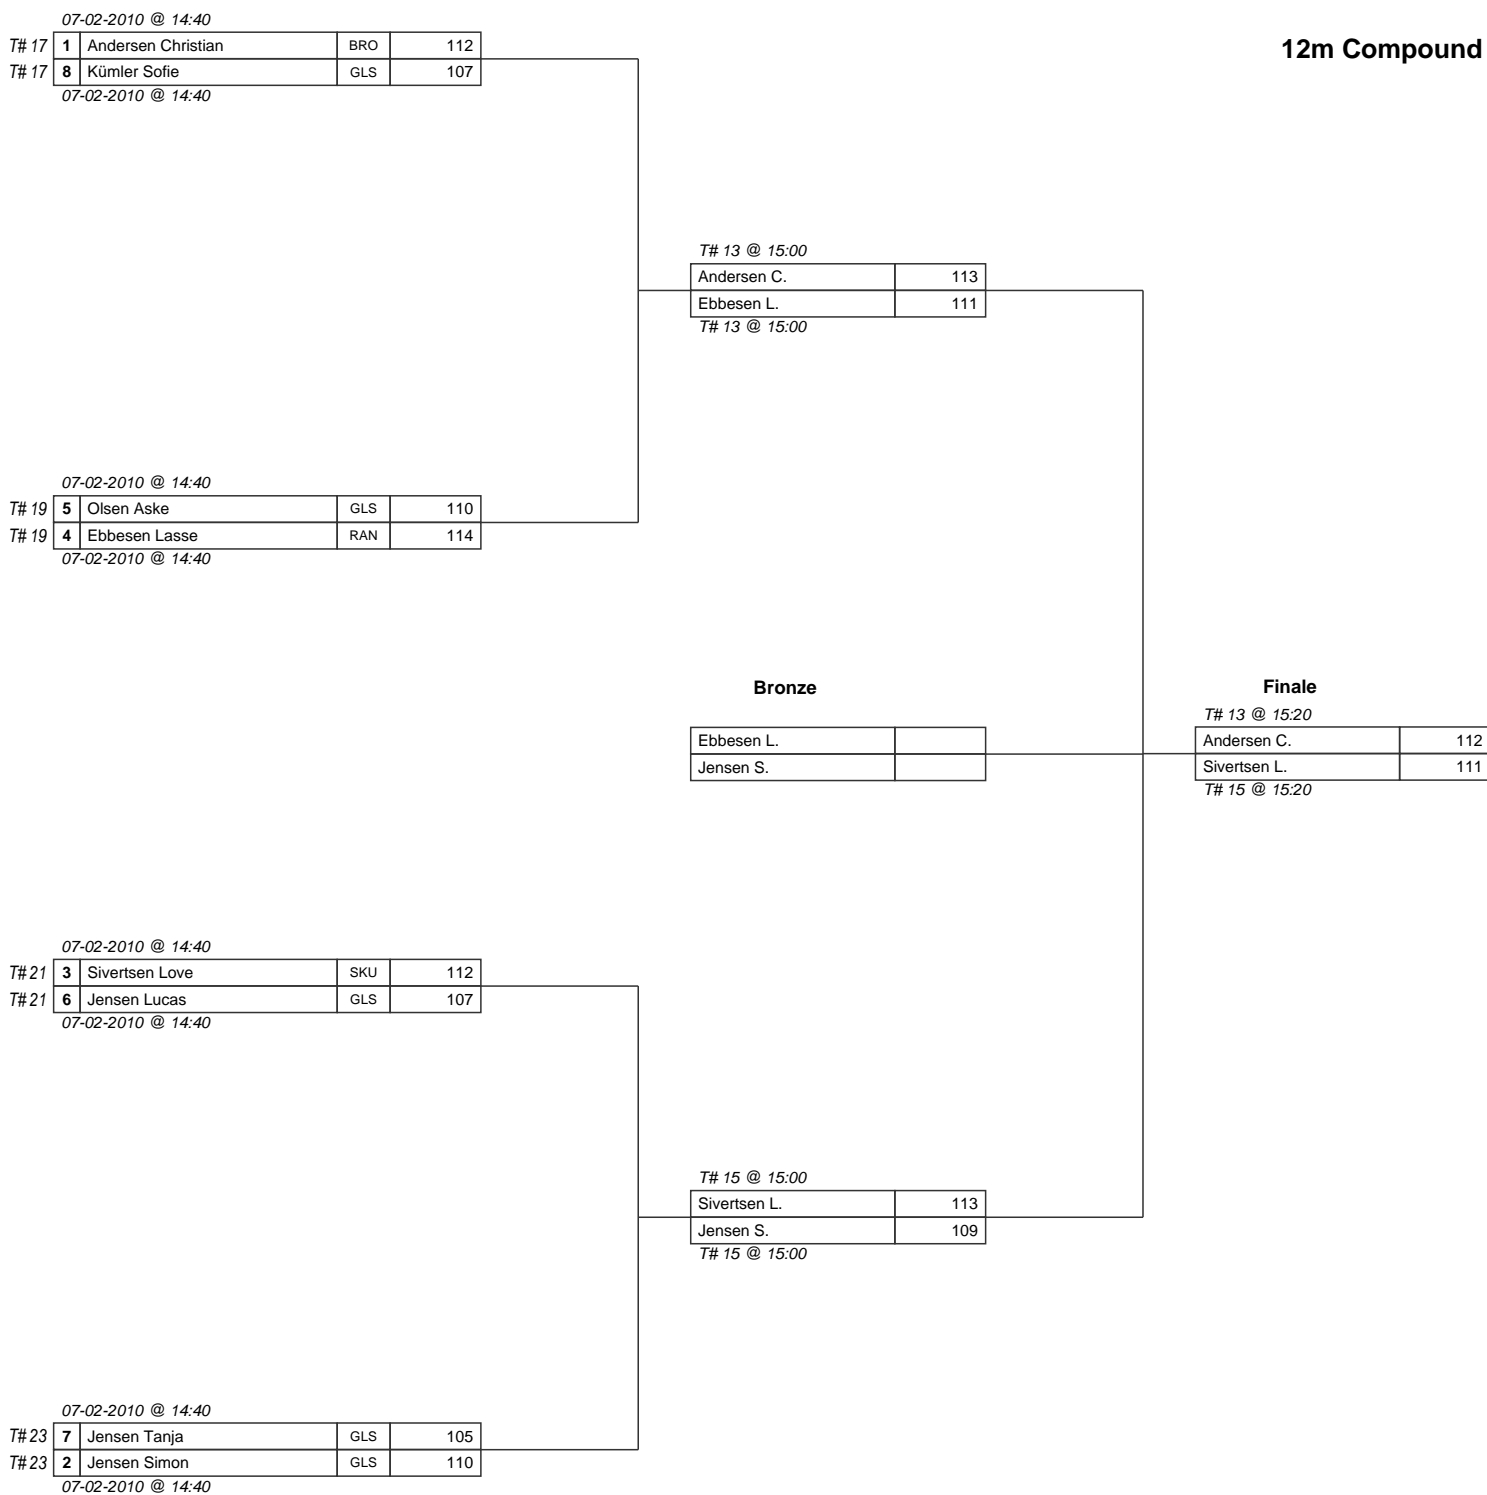 12m Compound
07-02-2010 @ 14:40
T# 17 1 Andersen Christian BRO 112
T# 17 8 Kümler Sofie GLS 107
07-02-2010 @ 14:40
T# 13 @ 15:00
Andersen C. 113
Ebbesen L. 111
T# 13 @ 15:00
07-02-2010 @ 14:40
T# 19 5 Olsen Aske GLS 110
T# 19 4 Ebbesen Lasse RAN 114
07-02-2010 @ 14:40
Bronze
Ebbesen L.
Jensen S.
Finale
T# 13 @ 15:20
Andersen C. 112
Sivertsen L. 111
T# 15 @ 15:20
07-02-2010 @ 14:40
T# 21 3 Sivertsen Love SKU 112
T# 21 6 Jensen Lucas GLS 107
07-02-2010 @ 14:40
T# 15 @ 15:00
Sivertsen L. 113
Jensen S. 109
T# 15 @ 15:00
07-02-2010 @ 14:40
T# 23 7 Jensen Tanja GLS 105
T# 23 2 Jensen Simon GLS 110
07-02-2010 @ 14:40